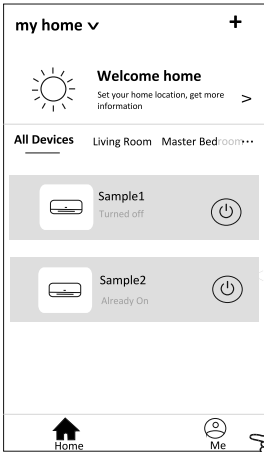 my home
Welcome home
Set your home location, get more
information
All Devices Living Room Master Bedroom...
Sample1
Turned off
Sample2
Already On
Home Me